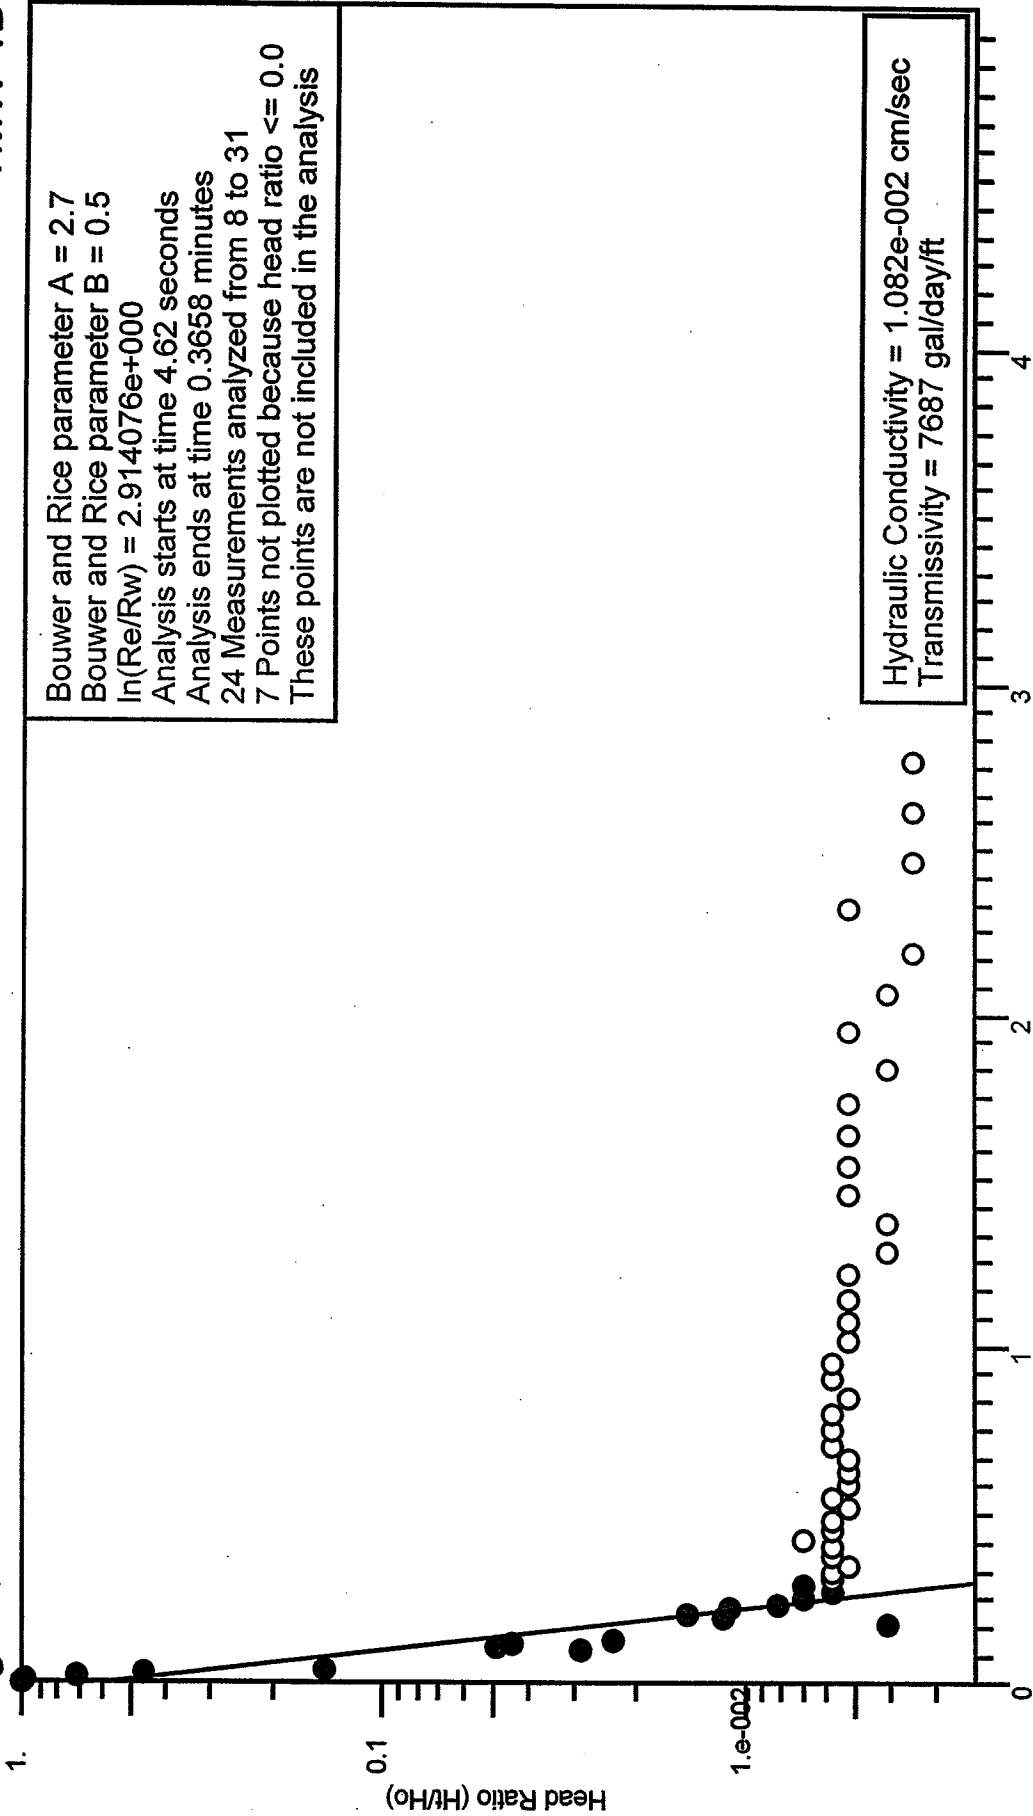 Bouwer and Rice parameter A = 2.7
Bouwer and Rice parameter B = 0.5
ln(Re/Rw) = 2.914076e+000
Analysis starts at time 4.62 seconds
Analysis ends at time 0.3658 minutes
24 Measurements analyzed from 8 to 31
7 Points not plotted because head ratio <= 0.0
These points are not included in the analysis
1.
0.1
1.e-002
Head Ratio (Ht/Ho)
Hydraulic Conductivity = 1.082e-002 cm/sec
Transmissivity = 7687 gal/day/ft
0 1 2 3 4